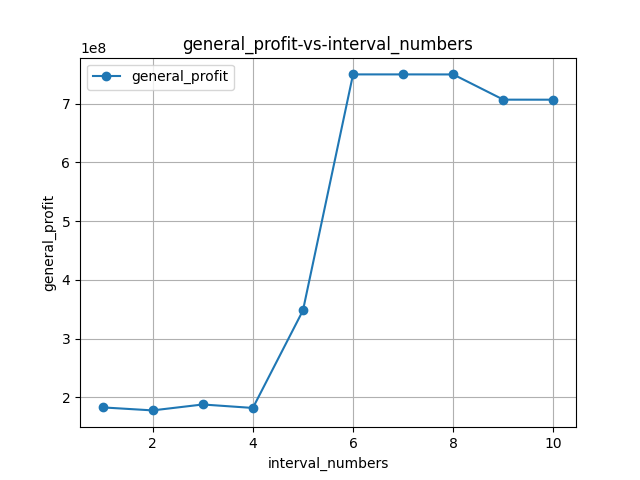 general_profit-vs-interval_numbers
1e8
general_profit
7
6
5
4
3
2
general_profit
2
4
6
8
10
interval_numbers